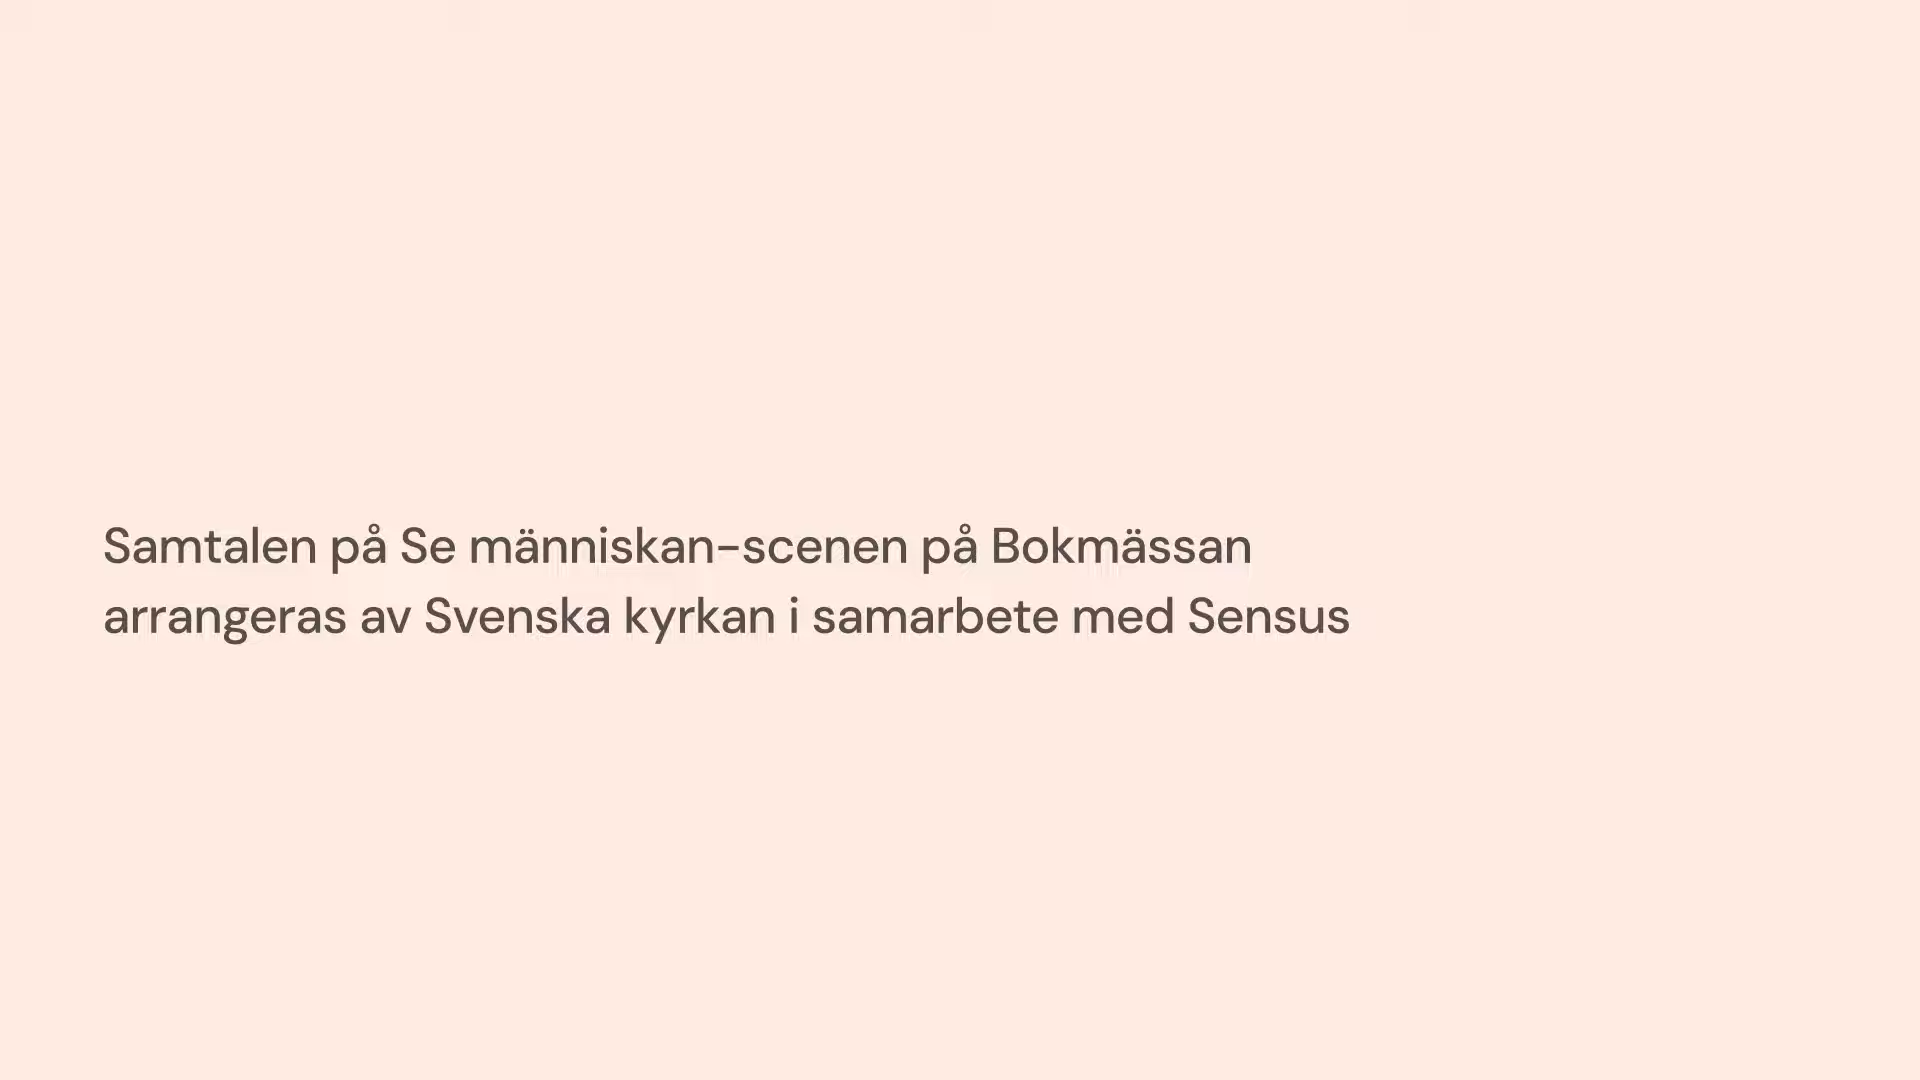 Samtalen på Se människan-scenen på Bokmässan
arrangeras av Svenska kyrkan i samarbete med Sensus